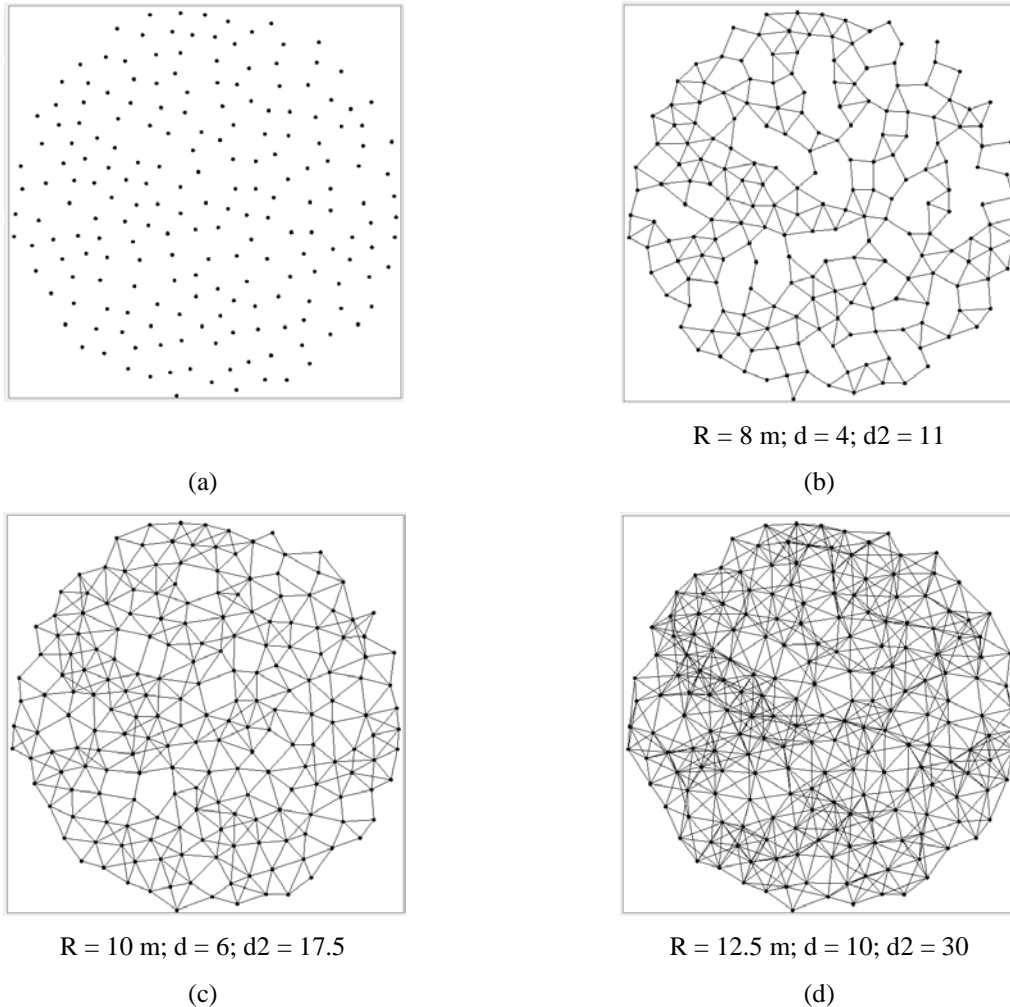 R = 8 m; d = 4; d2 = 11
(a)
(b)
R = 10 m; d = 6; d2 = 17.5
R = 12.5 m; d = 10; d2 = 30
(c)
(d)